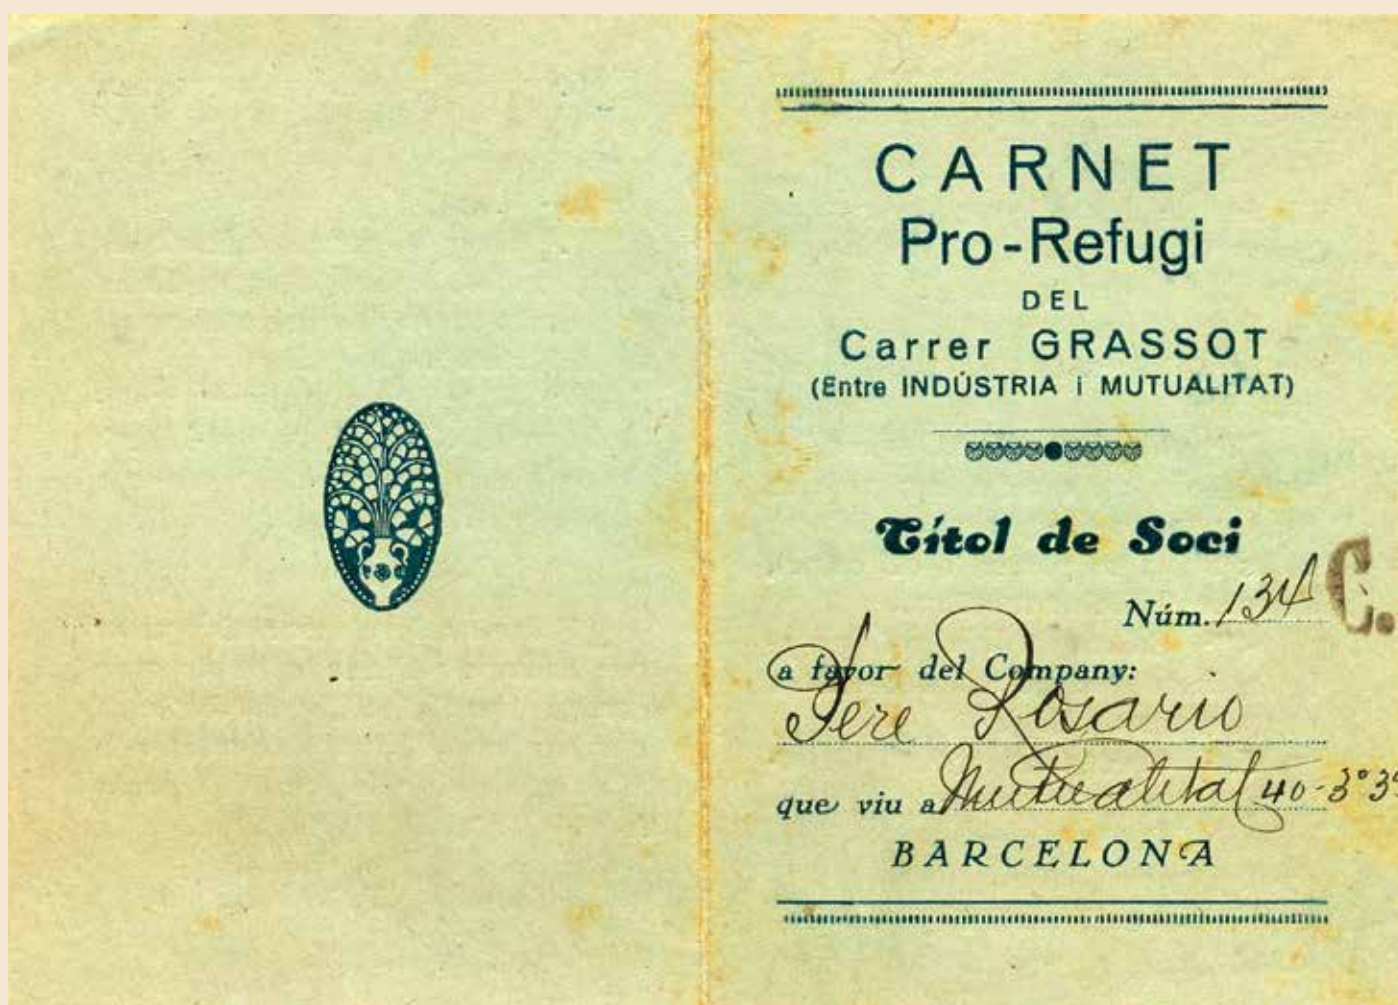 CARNET
Pro-Refugi
DEL
Carrer GRASSOT
(Entre INDÚSTRIA i MUTUALITAT)
Títol de Soci
Núm. 134 C.
a favor del Company:
Pere Rosario
que viu a Mutualitat 40-3º 3ª
BARCELONA